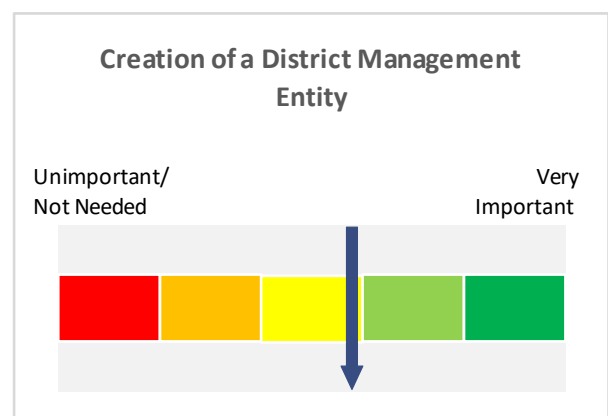 Creation of a District Management
Entity
Unimportant/
Not Needed
Very
Important